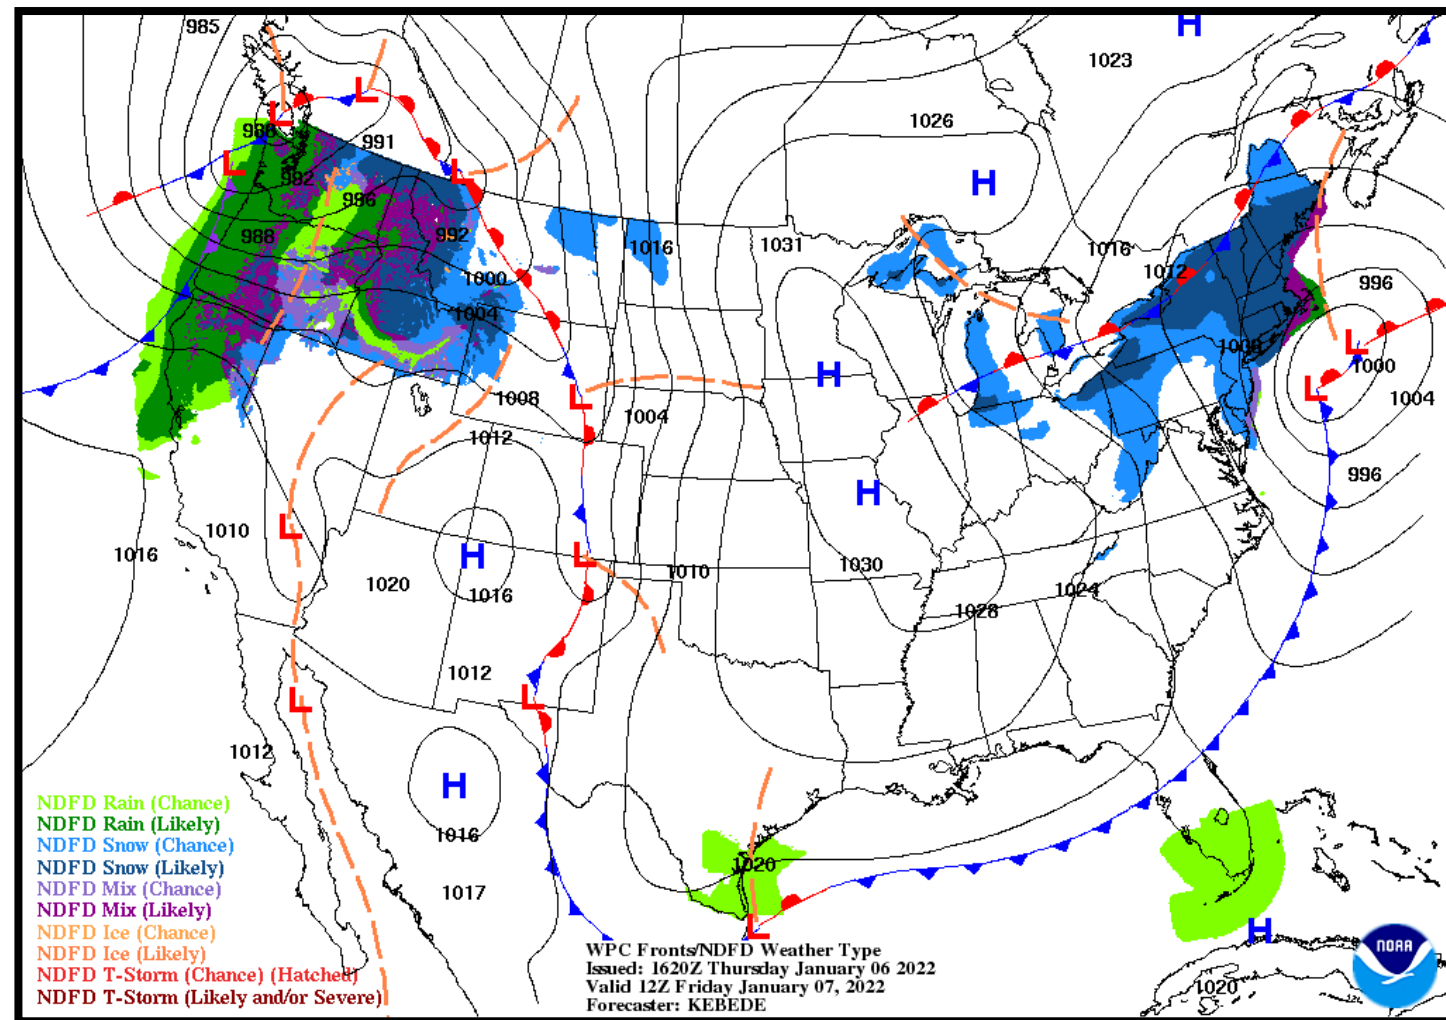 985
H
1023
L
L
988
991
1026
L
992
L
H
996
988
992
1016
1031
1016
1012
1000
996
1004
L
1008
H
1000
L
1008
L
1004
1004
1012
996
H
1010
1016
L
H
L
1010
1030
1020
1016
1028
1024
1012
L
L
1012
H
1016
1020
1017
L
H
1020
NDFD Rain (Chance)
NDFD Rain (Likely)
NDFD Snow (Chance)
NDFD Snow (Likely)
NDFD Mix (Chance)
NDFD Mix (Likely)
NDFD Ice (Chance)
NDFD Ice (Likely)
NDFD T-Storm (Chance) (Hatched)
NDFD T-Storm (Likely and/or Severe)
WPC Fronts/NDFD Weather Type
Issued: 1620Z Thursday January 06 2022
Valid 12Z Friday January 07, 2022
Forecaster: KEBEDE
NOAA